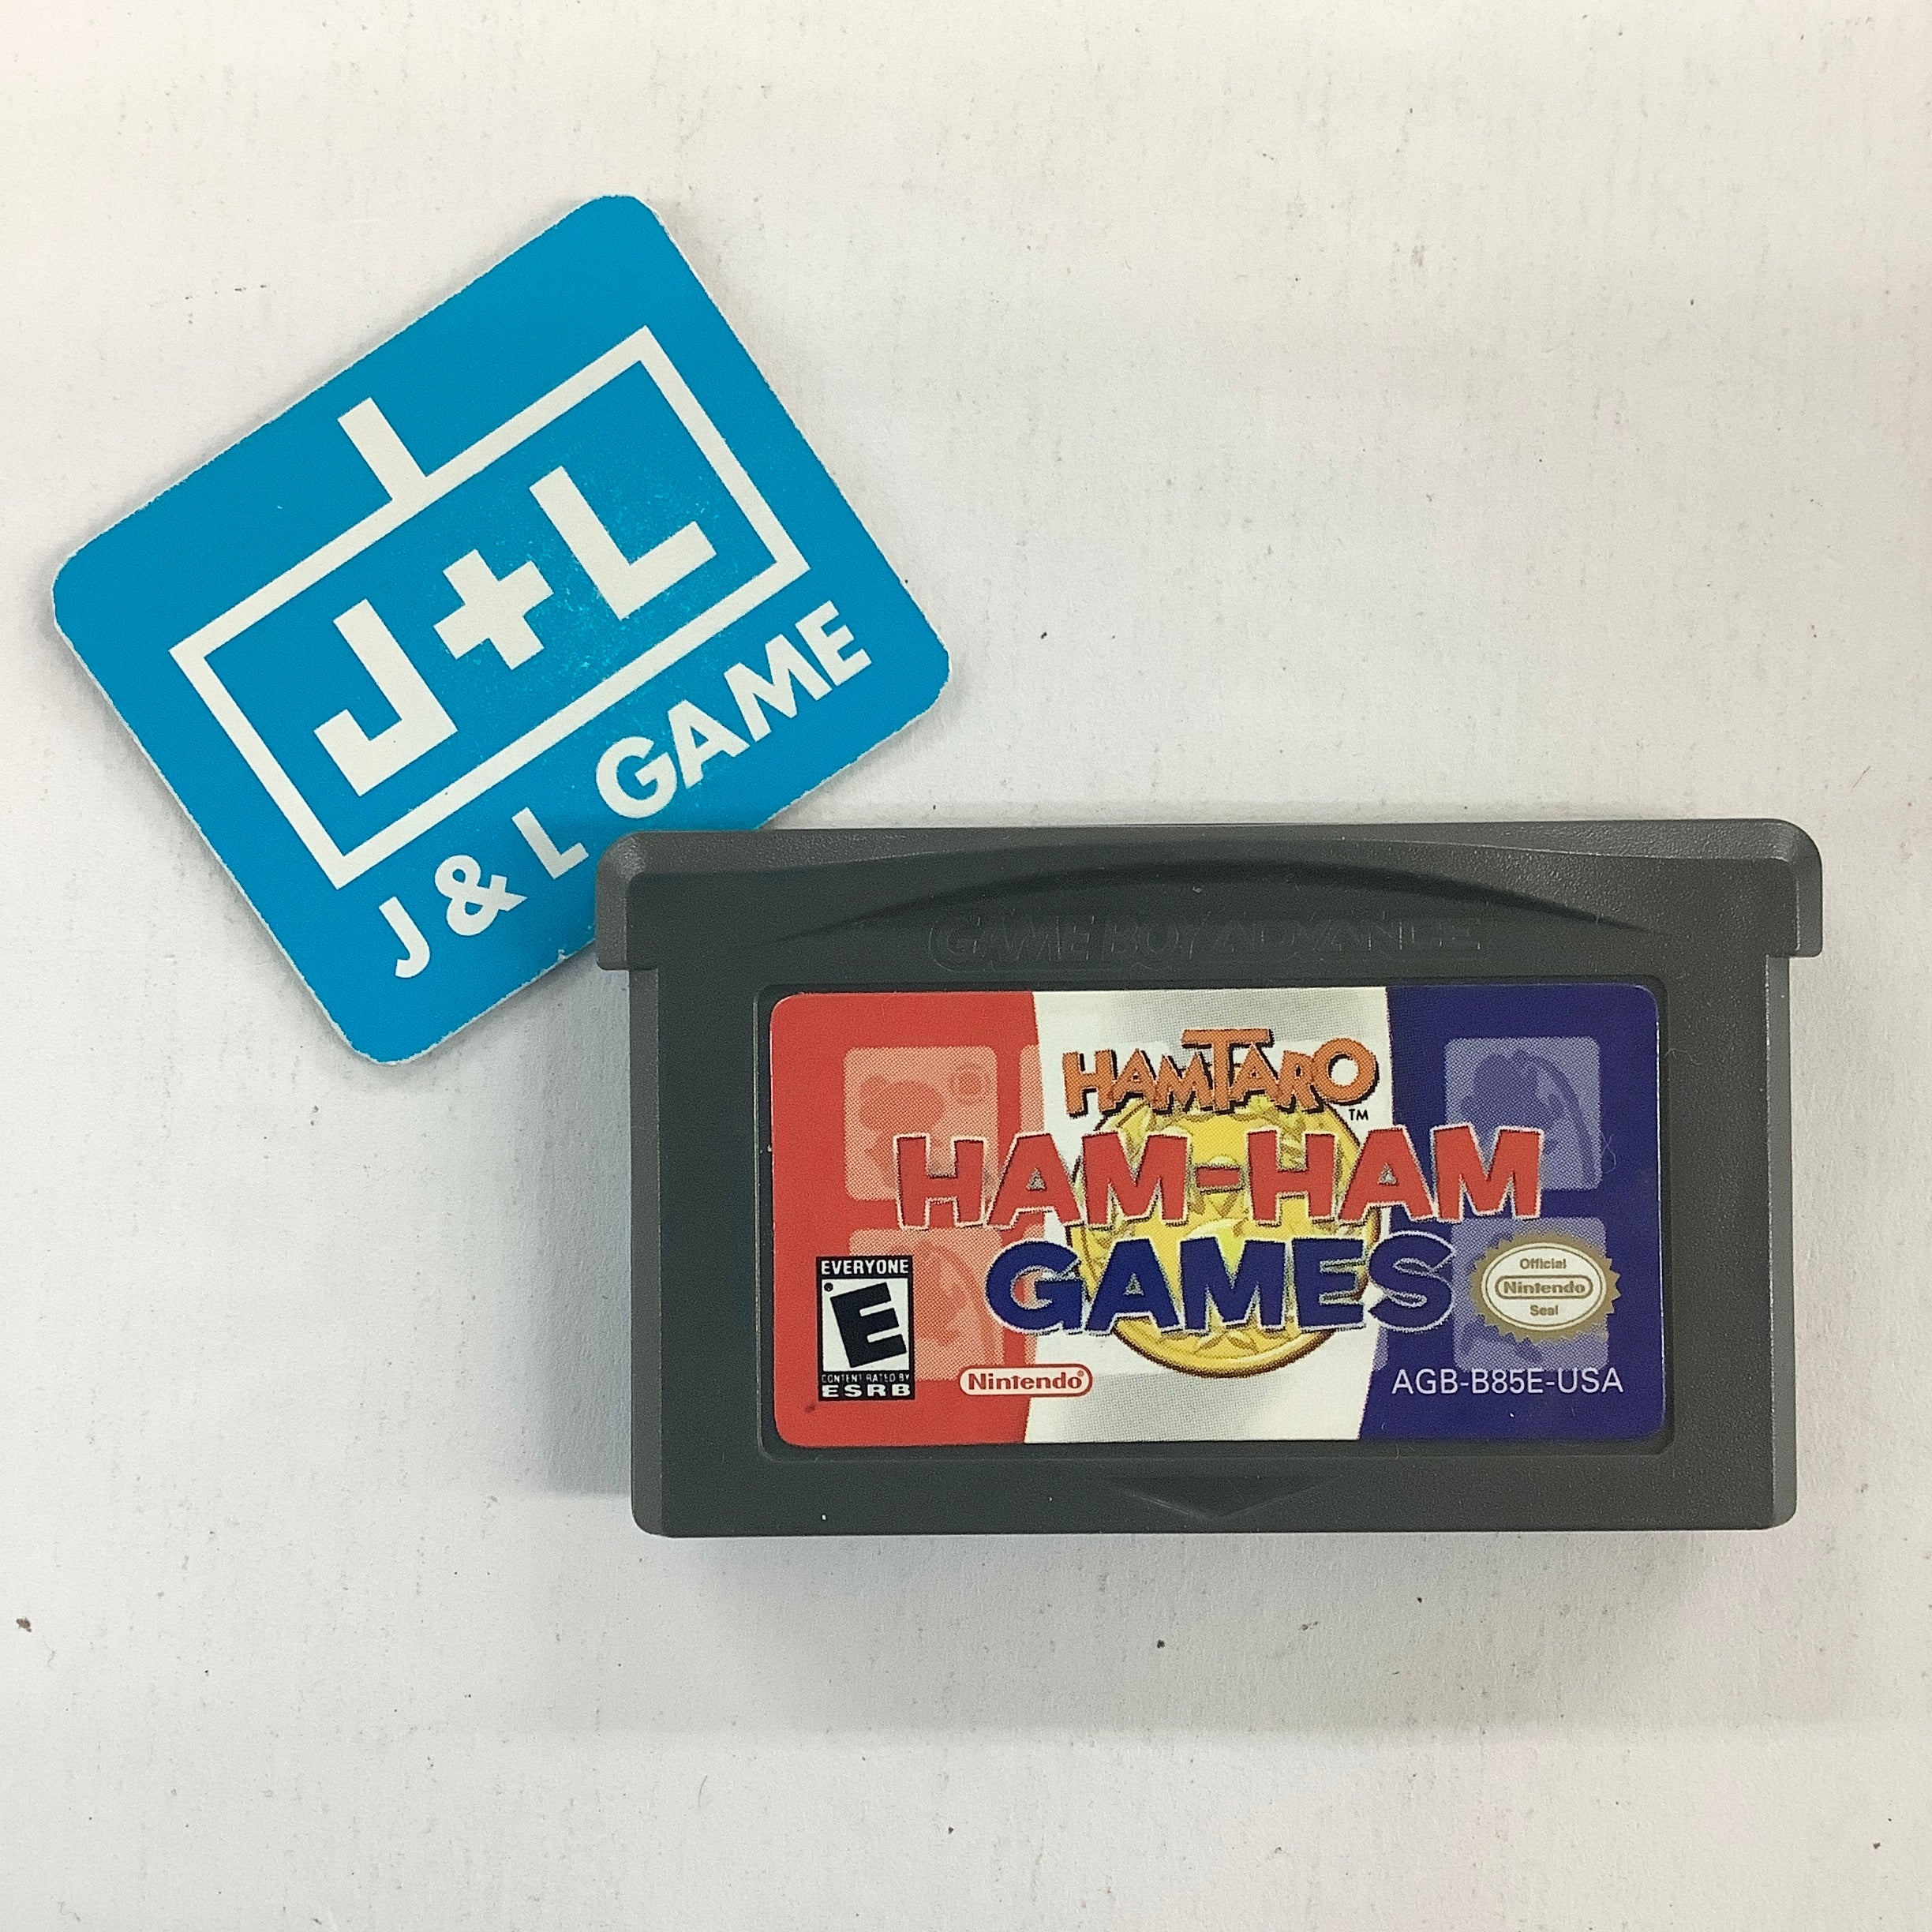 J+L
J & L GAME
GAME BOY ADVANCE
HAMTARO
TM
HAM-HAM
GAMES
EVERYONE
E
CONTENT RATED BY
ESRB
Nintendo®
Official
Nintendo
Seal
AGB-B85E-USA